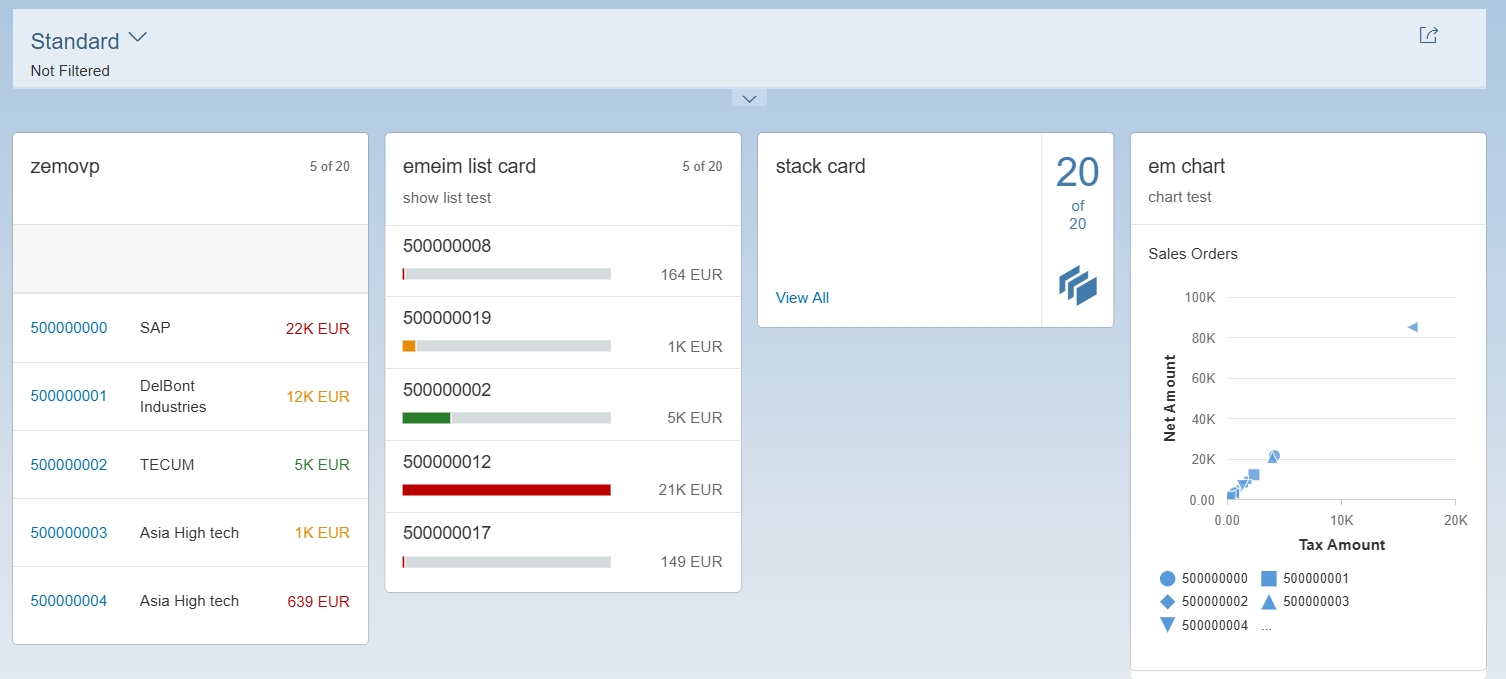 Standard
Not Filtered
zemovp
5 of 20
500000000 SAP 22K EUR
500000001 DelBont Industries 12K EUR
500000002 TECUM 5K EUR
500000003 Asia High tech 1K EUR
500000004 Asia High tech 639 EUR
emeim list card
5 of 20
show list test
500000008
164 EUR
500000019
1K EUR
500000002
5K EUR
500000012
21K EUR
500000017
149 EUR
stack card
20
of
20
View All
em chart
chart test
Sales Orders
100K
80K
60K
40K
20K
0.00
Net Amount
0.00 10K 20K
Tax Amount
500000000 500000001
500000002 500000003
500000004 ...